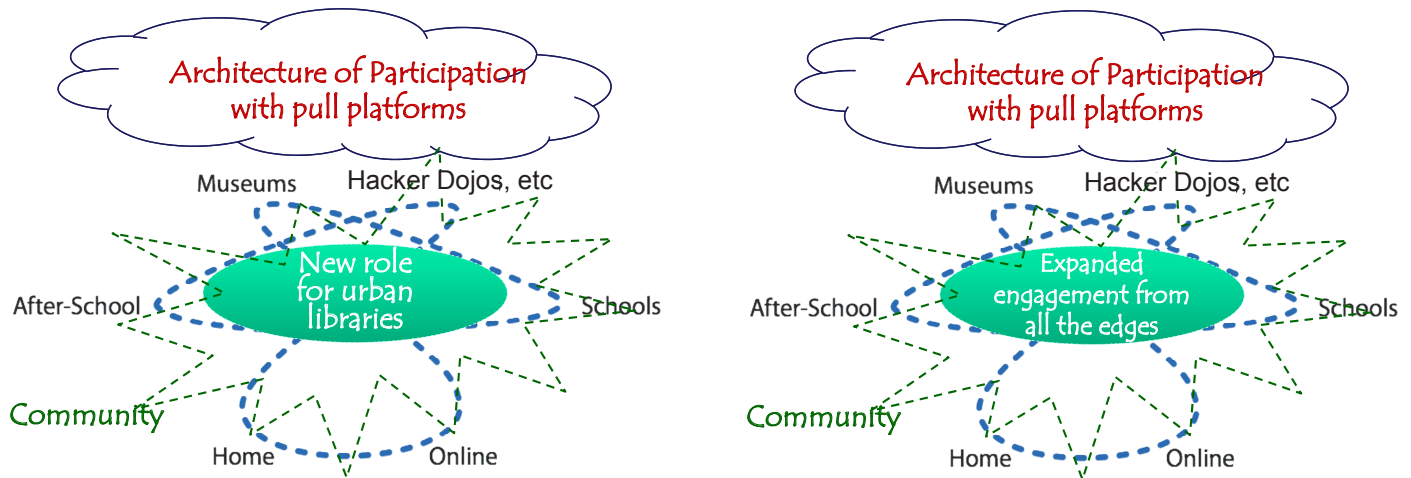 Architecture of Participation
with pull platforms
Museums
Hacker Dojos, etc
New role
for urban
libraries
After-School
Schools
Community
Home
Online
Architecture of Participation
with pull platforms
Museums
Hacker Dojos, etc
Expanded
engagement from
all the edges
After-School
Schools
Community
Home
Online